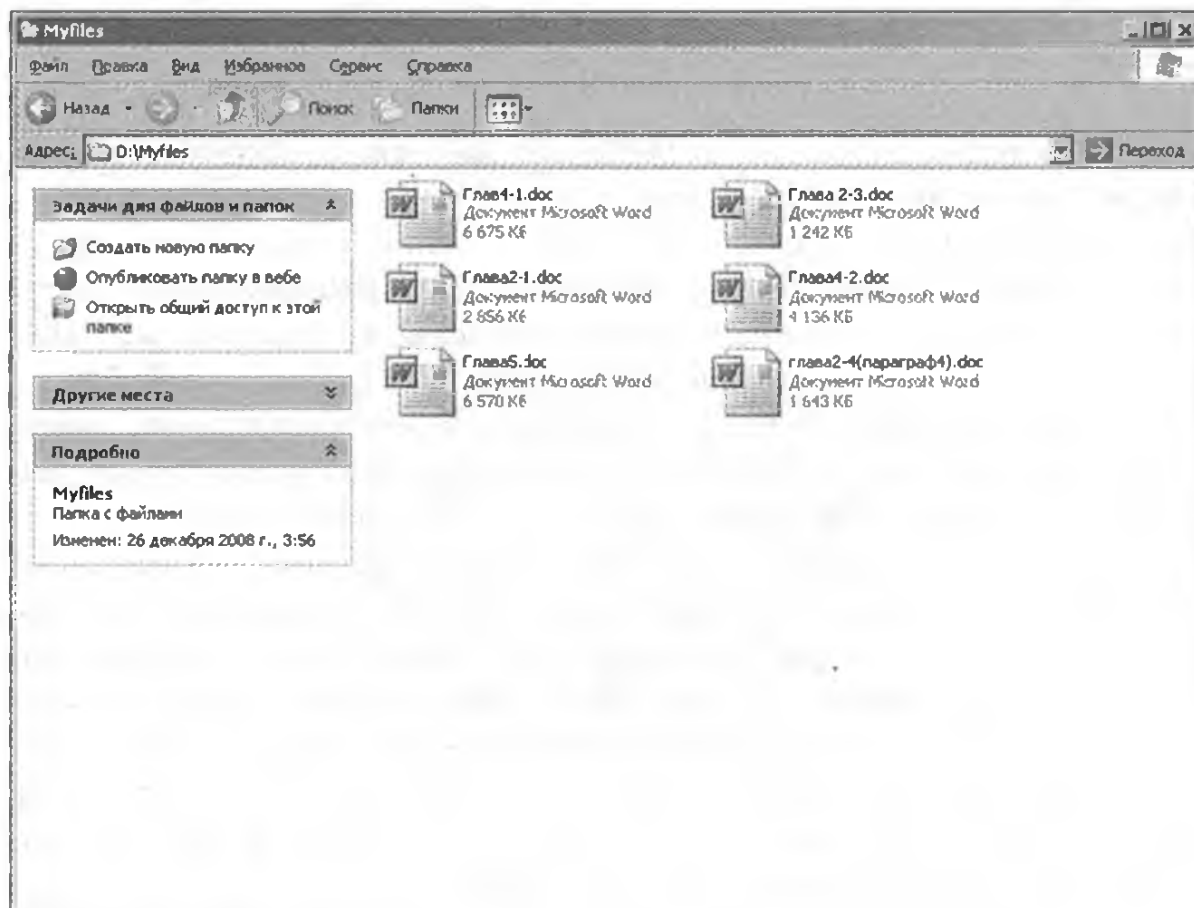 Myfiles
Файл Правка Вид Избранное Сервис Справка
Назад Поиск Папки
Адрес: D:\Myfiles Переход
Задачи для файлов и папок
Создать новую папку
Опубликовать папку в вебе
Открыть общий доступ к этой
папке
Другие места
Подробно
Myfiles
Папка с файлами
Изменен: 26 декабря 2008 г., 3:56
Глав4-1.doc
Документ Microsoft Word
6 675 КБ
Глава 2-3.doc
Документ Microsoft Word
1 242 КБ
Глава2-1.doc
Документ Microsoft Word
2 856 КБ
Глава4-2.doc
Документ Microsoft Word
4 136 КБ
Глава5.doc
Документ Microsoft Word
6 570 КБ
глава2-4(параграф4).doc
Документ Microsoft Word
1 643 КБ